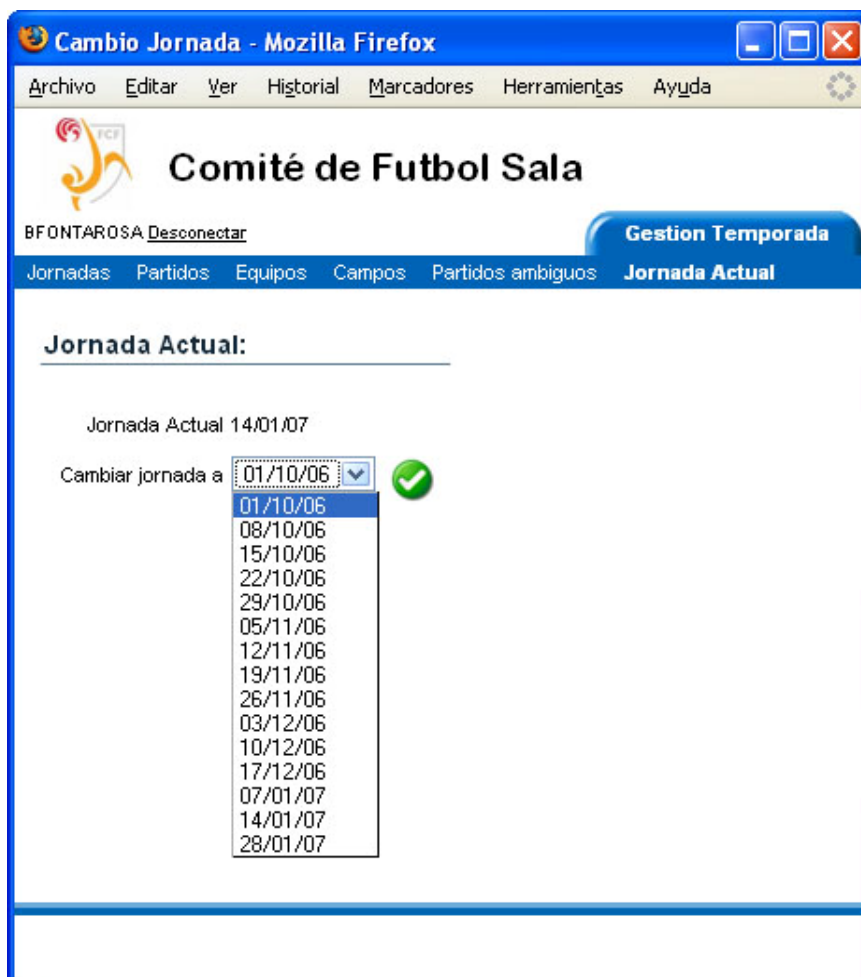 Cambio Jornada - Mozilla Firefox
Archivo Editar Ver Historial Marcadores Herramientas Ayuda
FCF
Comité de Futbol Sala
BFONTAROSA Desconectar
Gestion Temporada
Jornadas Partidos Equipos Campos Partidos ambiguos Jornada Actual
Jornada Actual:
Jornada Actual 14/01/07
Cambiar jornada a 01/10/06
01/10/06
08/10/06
15/10/06
22/10/06
29/10/06
05/11/06
12/11/06
19/11/06
26/11/06
03/12/06
10/12/06
17/12/06
07/01/07
14/01/07
28/01/07